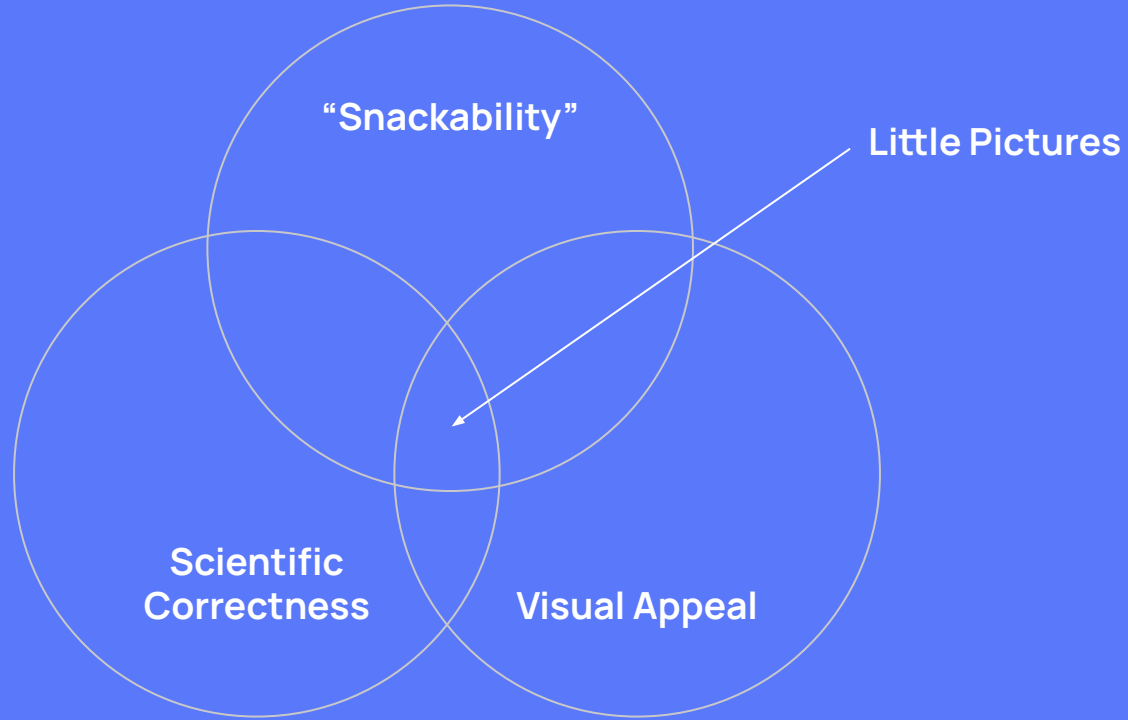 “Snackability”
Little Pictures
Scientific
Correctness
Visual Appeal